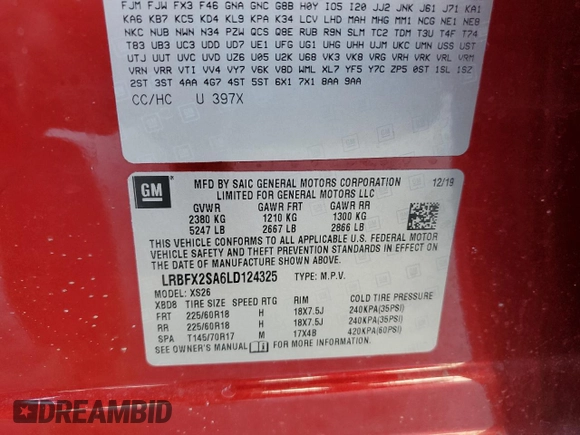 FJM FJW FX3 F46 GNA GNC G8B H0Y IO5 I20 JJ2 JNK J61 J71 KA1
KA6 KB7 KC5 KD4 KL9 KPA K34 LCV LHD MAH MHG MM1 NCG NE1 NE8
NKC NUB NWN N34 PZW QCS Q8E RUB R9N SLM TC2 TDM T3U T4F T74
TB3 UB3 UC3 UDD UD7 UE1 UFG UG1 UHG UHH UJM UKC UMN USS UST
UTJ UUT UVC UVD UZ6 U05 U2K U68 VK3 VK8 VRG VRH VRK VRL VRM
VRN VRR VTI VV4 VY7 V6K V8D WML XL7 YF5 Y7C ZP5 0ST 1SL 1SZ
2ST 3ST 4AA 4G7 4ST 5ST 6X1 7X1 8AA 9AA
CC/HC U 397X
GM
MFD BY SAIC GENERAL MOTORS CORPORATION 12/19
LIMITED FOR GENERAL MOTORS LLC
GVWR GAWR FRT GAWR RR
2380 KG 1210 KG 1300 KG
5247 LB 2667 LB 2866 LB
THIS VEHICLE CONFORMS TO ALL APPLICABLE U.S. FEDERAL MOTOR
VEHICLE SAFETY AND THEFT PREVENTION STANDARDS IN EFFECT ON
THE DATE OF MANUFACTURE SHOWN ABOVE.
LRBFX2SA6LD124325 TYPE: M.P.V.
MODEL: XS26
XBD8 TIRE SIZE SPEED RTG RIM COLD TIRE PRESSURE
FRT 225/60R18 H 18X7.5J 240KPA(35PSI)
RR 225/60R18 H 18X7.5J 240KPA(35PSI)
SPA T145/70R17 M 17X4B 420KPA(60PSI)
SEE OWNER'S MANUAL FOR MORE INFORMATION.
DREAMBID